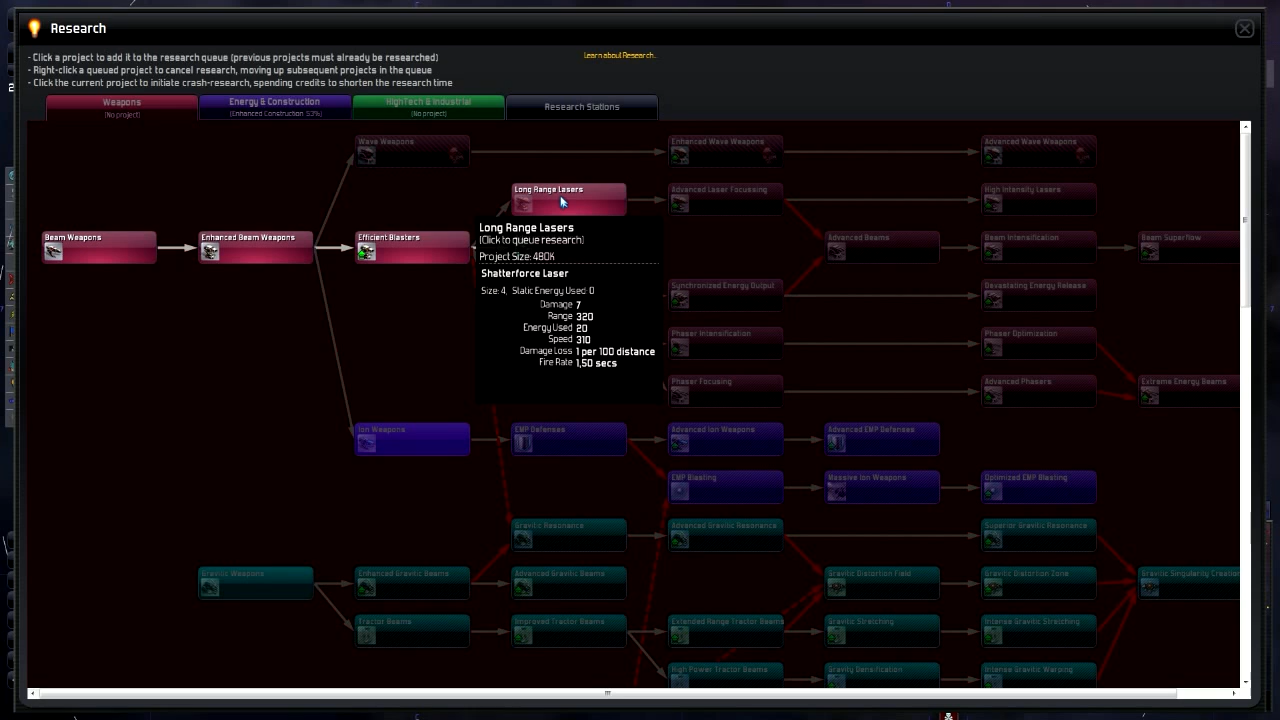 Research
- Click a project to add it to the research queue (previous projects must already be researched)
Learn about Research..
- Right-click a queued project to cancel research, moving up subsequent projects in the queue
- Click the current project to initiate crash-research, spending credits to shorten the research time
Weapons
(No project)
Energy & Construction
(Enhanced Construction 53%)
HighTech & Industrial
(No project)
Research Stations
Wave Weapons
Enhanced Wave Weapons
Advanced Wave Weapons
Long Range Lasers
Advanced Laser Focussing
High Intensity Lasers
Beam Weapons
Enhanced Beam Weapons
Efficient Blasters
Advanced Beams
Beam Intensification
Beam Superflow
Long Range Lasers
(Click to queue research)
Project Size: 480K
Shatterforce Laser
Size: 4, Static Energy Used 0
Damage 7
Range 320
Energy Used 20
Speed 310
Damage Loss 1 per 100 distance
Fire Rate 1,50 secs
Synchronized Energy Output
Devastating Energy Release
Phaser Intensification
Phaser Optimization
Phaser Focusing
Advanced Phasers
Extreme Energy Beams
Ion Weapons
EMP Defenses
Advanced Ion Weapons
Advanced EMP Defenses
EMP Blasting
Massive Ion Weapons
Optimized EMP Blasting
Gravitic Resonance
Advanced Gravitic Resonance
Superior Gravitic Resonance
Gravitic Weapons
Enhanced Gravitic Beams
Advanced Gravitic Beams
Gravitic Distortion Field
Gravitic Distortion Zone
Gravitic Singularity Creation
Tractor Beams
Improved Tractor Beams
Extended Range Tractor Beams
Gravitic Stretching
Intense Gravitic Stretching
High Power Tractor Beams
Gravity Densification
Intense Gravitic Warping